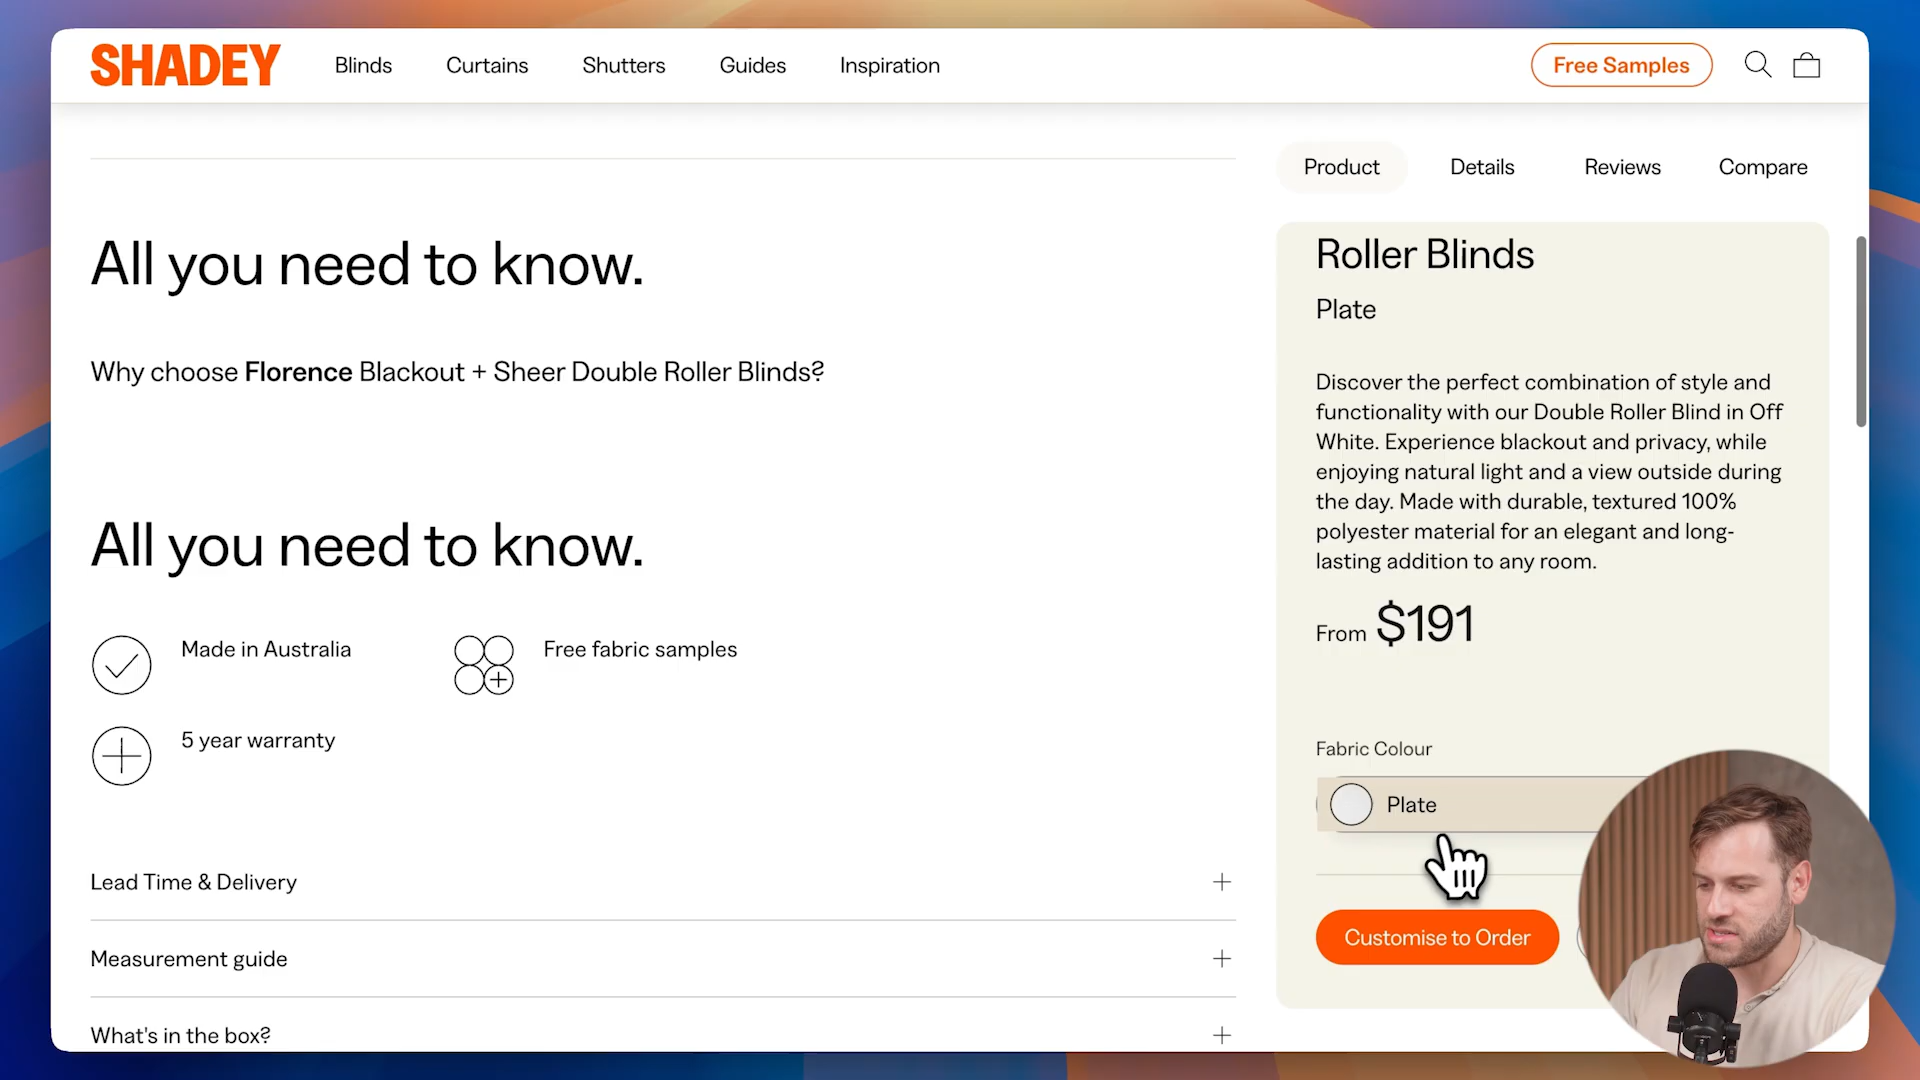 SHADEY
Blinds
Curtains
Shutters
Guides
Inspiration
Free Samples
Product
Details
Reviews
Compare
All you need to know.
Why choose Florence Blackout + Sheer Double Roller Blinds?
All you need to know.
Made in Australia
Free fabric samples
5 year warranty
Lead Time & Delivery
Measurement guide
What's in the box?
Roller Blinds
Plate
Discover the perfect combination of style and
functionality with our Double Roller Blind in Off
White. Experience blackout and privacy, while
enjoying natural light and a view outside during
the day. Made with durable, textured 100%
polyester material for an elegant and long-
lasting addition to any room.
From $191
Fabric Colour
Plate
Customise to Order